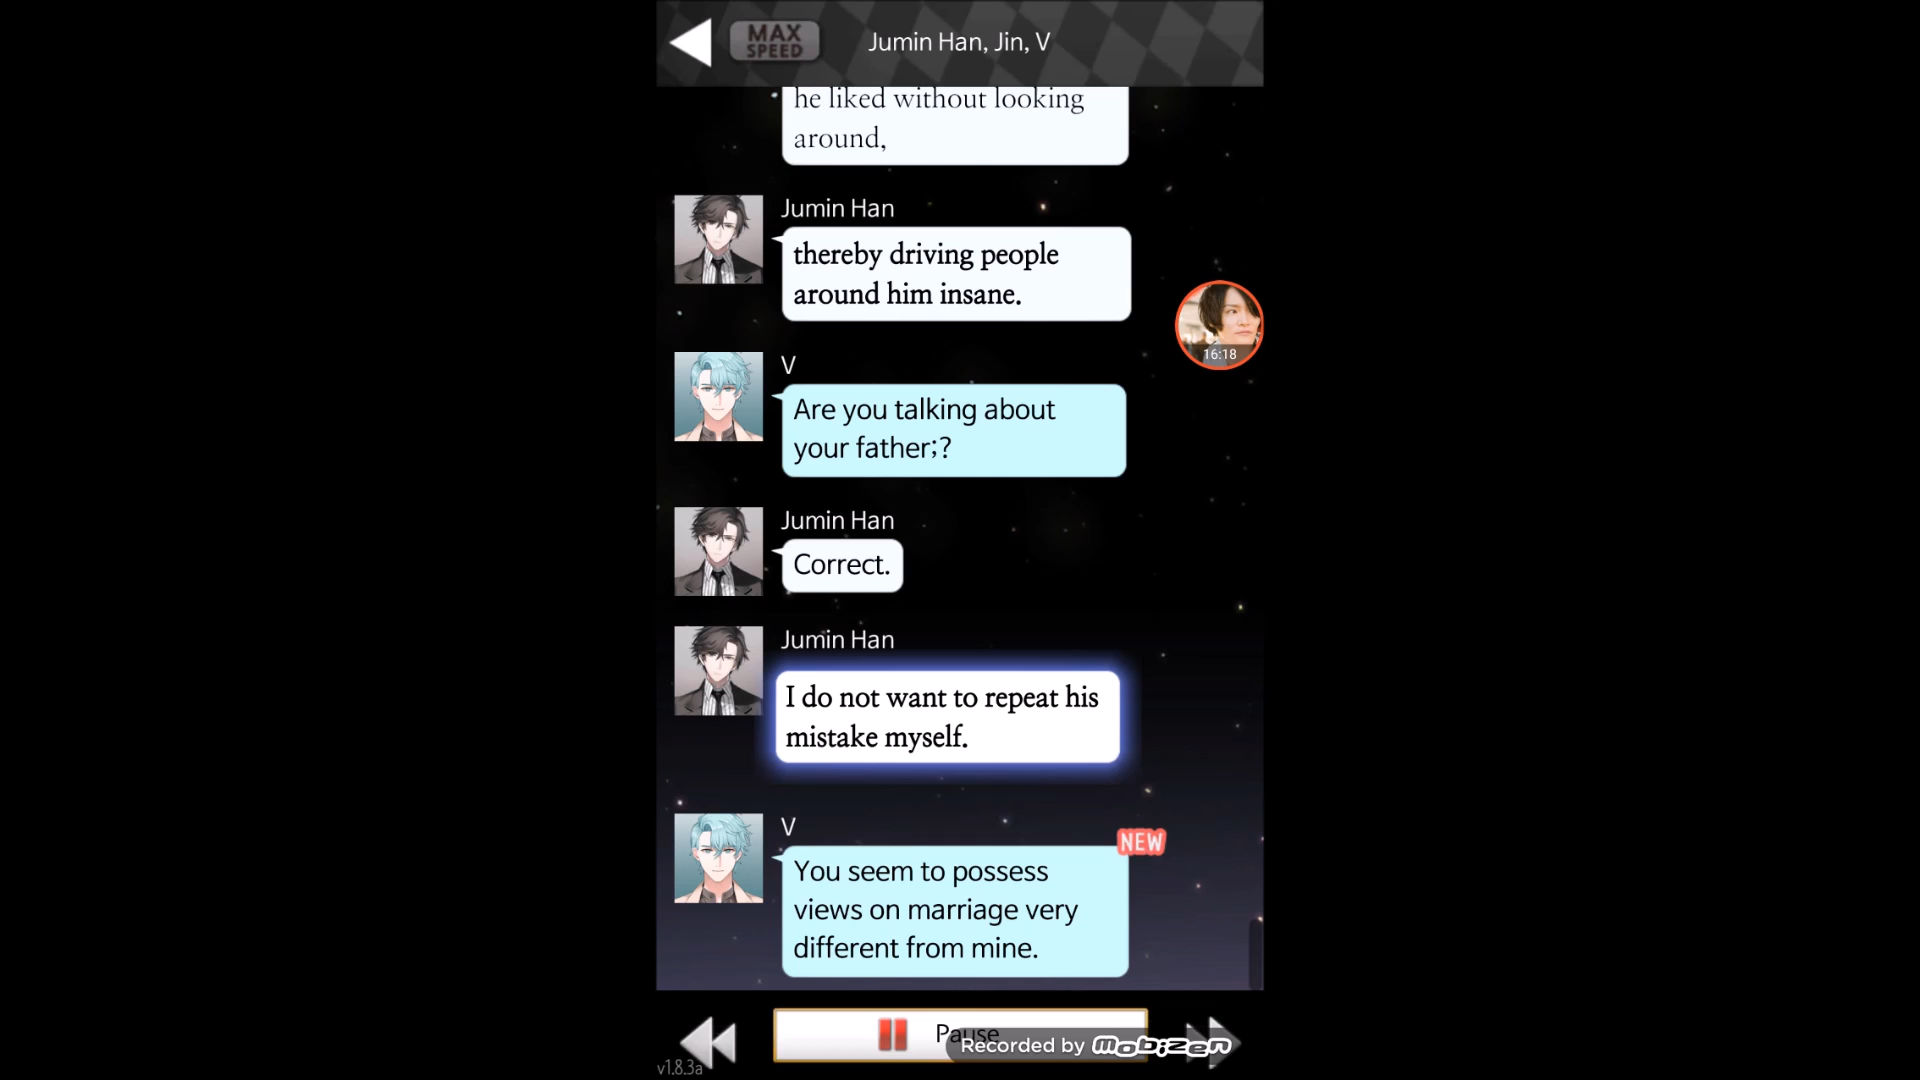 MAX
SPEED
Jumin Han, Jin, V
he liked without looking
around,
Jumin Han
thereby driving people
around him insane.
16:18
V
Are you talking about
your father;?
Jumin Han
Correct.
Jumin Han
I do not want to repeat his
mistake myself.
V
NEW
You seem to possess
views on marriage very
different from mine.
Pause
Recorded by Mobizen
v1.8.3a